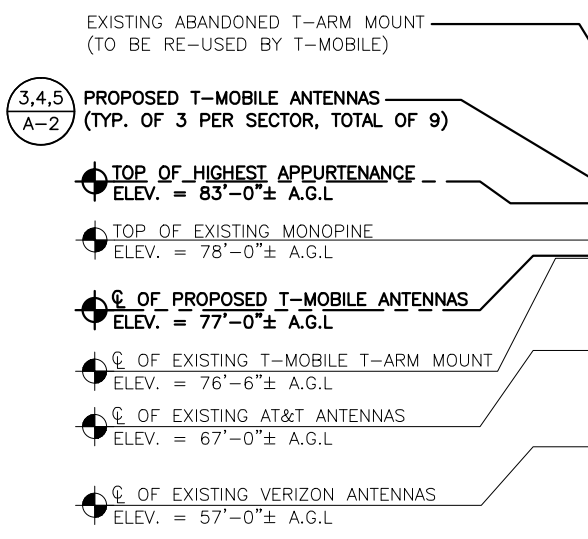 EXISTING ABANDONED T-ARM MOUNT
(TO BE RE-USED BY T-MOBILE)
3,4,5
A-2
PROPOSED T-MOBILE ANTENNAS
(TYP. OF 3 PER SECTOR, TOTAL OF 9)
TOP OF HIGHEST APPURTENANCE
ELEV. = 83'-0"± A.G.L
TOP OF EXISTING MONOPINE
ELEV. = 78'-0"± A.G.L
℄ OF PROPOSED T-MOBILE ANTENNAS
ELEV. = 77'-0"± A.G.L
℄ OF EXISTING T-MOBILE T-ARM MOUNT
ELEV. = 76'-6"± A.G.L
℄ OF EXISTING AT&T ANTENNAS
ELEV. = 67'-0"± A.G.L
℄ OF EXISTING VERIZON ANTENNAS
ELEV. = 57'-0"± A.G.L